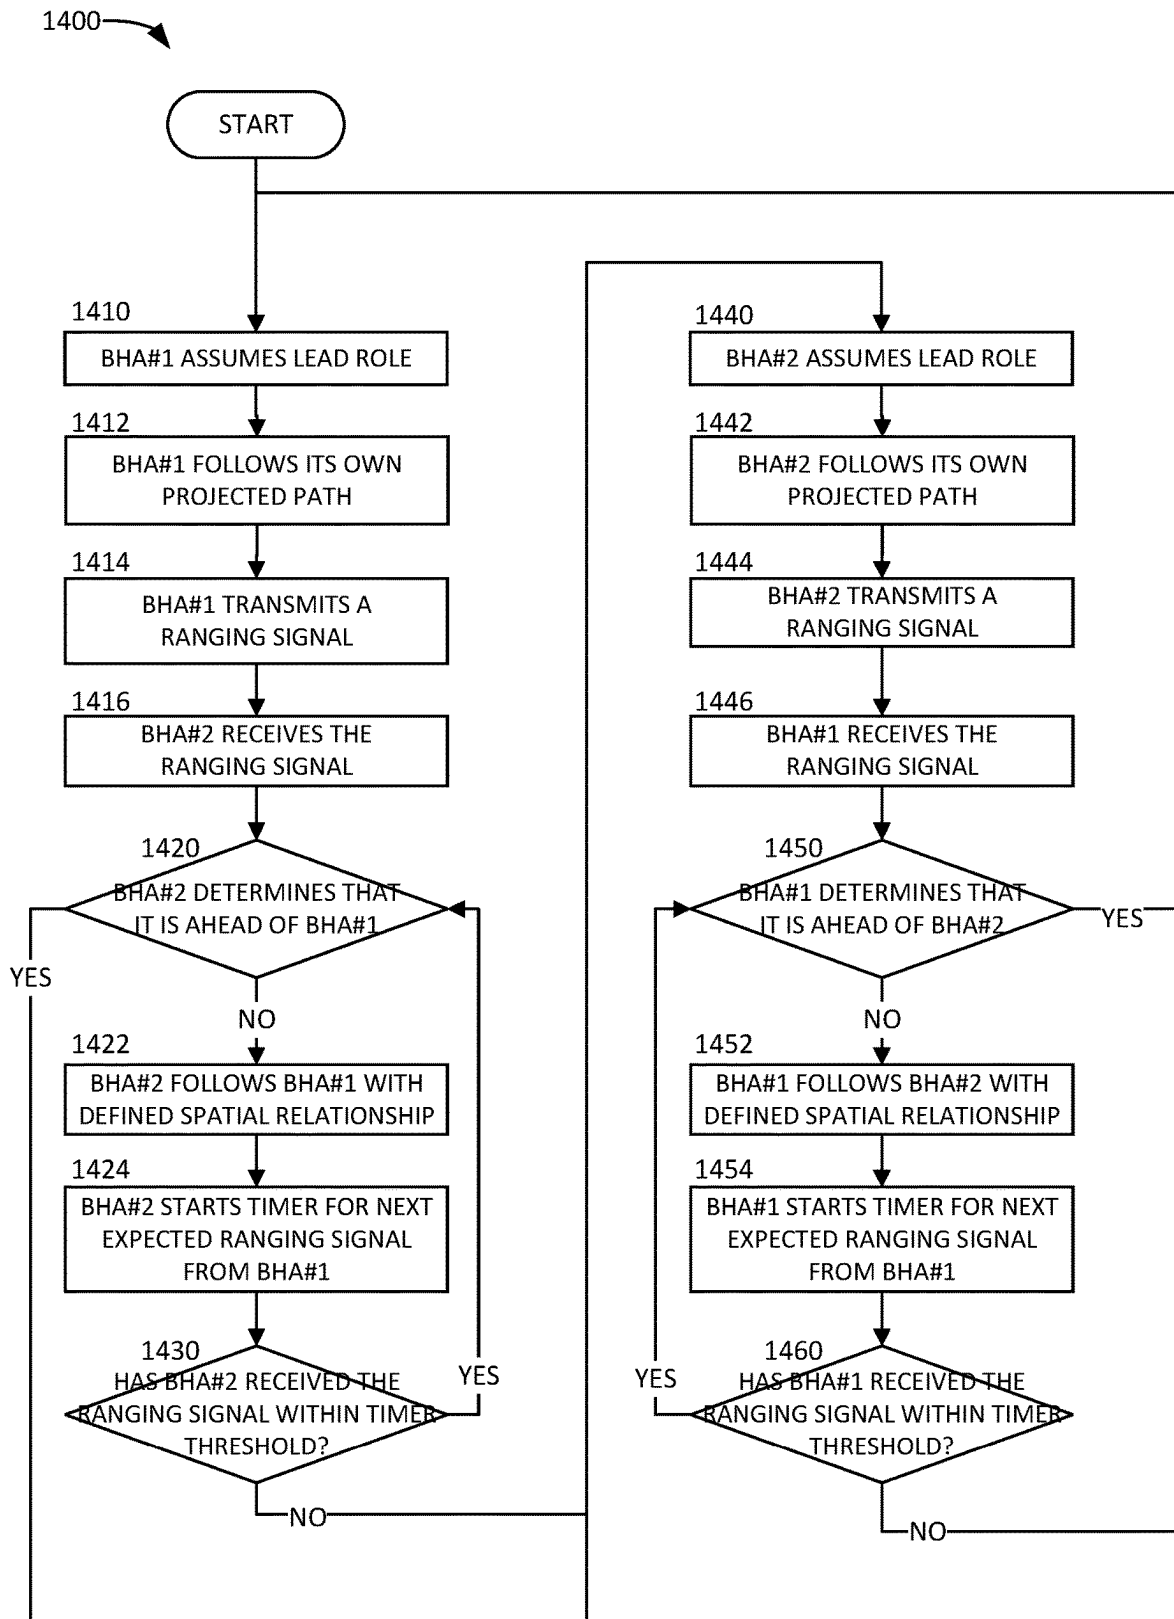 1400
START
1410
BHA#1 ASSUMES LEAD ROLE
1412
BHA#1 FOLLOWS ITS OWN
PROJECTED PATH
1414
BHA#1 TRANSMITS A
RANGING SIGNAL
1416
BHA#2 RECEIVES THE
RANGING SIGNAL
1420
BHA#2 DETERMINES THAT
IT IS AHEAD OF BHA#1
YES
NO
1422
BHA#2 FOLLOWS BHA#1 WITH
DEFINED SPATIAL RELATIONSHIP
1424
BHA#2 STARTS TIMER FOR NEXT
EXPECTED RANGING SIGNAL
FROM BHA#1
1430
HAS BHA#2 RECEIVED THE
RANGING SIGNAL WITHIN TIMER
THRESHOLD?
YES
NO
1440
BHA#2 ASSUMES LEAD ROLE
1442
BHA#2 FOLLOWS ITS OWN
PROJECTED PATH
1444
BHA#2 TRANSMITS A
RANGING SIGNAL
1446
BHA#1 RECEIVES THE
RANGING SIGNAL
1450
BHA#1 DETERMINES THAT
IT IS AHEAD OF BHA#2
YES
NO
1452
BHA#1 FOLLOWS BHA#2 WITH
DEFINED SPATIAL RELATIONSHIP
1454
BHA#1 STARTS TIMER FOR NEXT
EXPECTED RANGING SIGNAL
FROM BHA#1
1460
HAS BHA#1 RECEIVED THE
RANGING SIGNAL WITHIN TIMER
THRESHOLD?
YES
NO